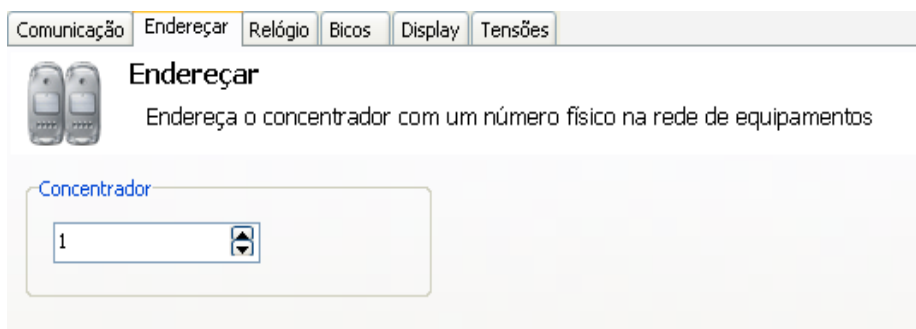 Comunicação Endereçar Relógio Bicos Display Tensões
Endereçar
Endereça o concentrador com um número físico na rede de equipamentos
Concentrador
1